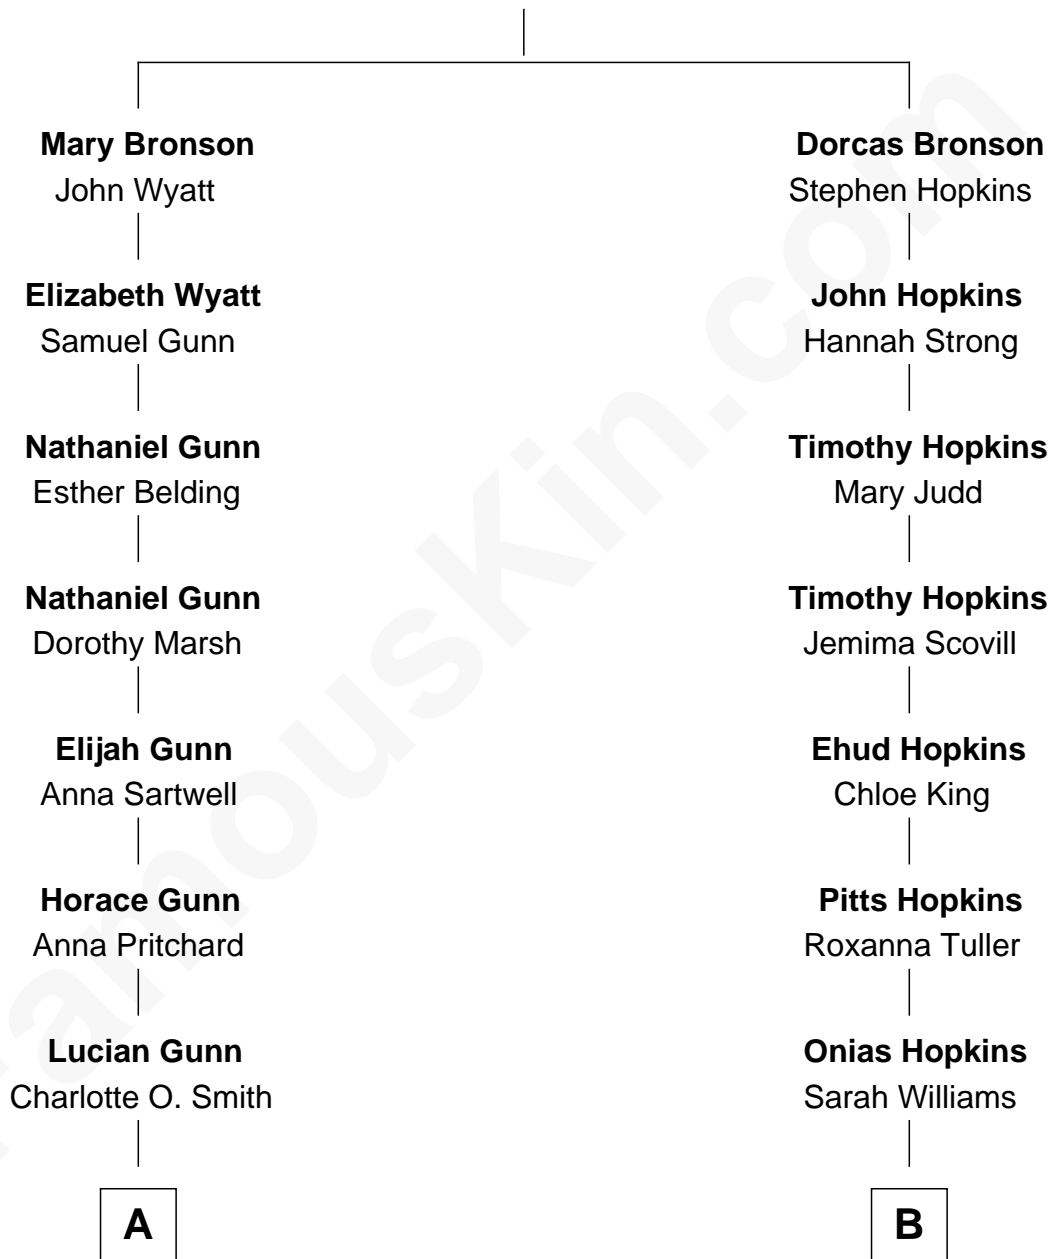 Mary Bronson
John Wyatt
Elizabeth Wyatt
Samuel Gunn
Nathaniel Gunn
Esther Belding
Nathaniel Gunn
Dorothy Marsh
Elijah Gunn
Anna Sartwell
Horace Gunn
Anna Pritchard
Lucian Gunn
Charlotte O. Smith
A
Dorcas Bronson
Stephen Hopkins
John Hopkins
Hannah Strong
Timothy Hopkins
Mary Judd
Timothy Hopkins
Jemima Scovill
Ehud Hopkins
Chloe King
Pitts Hopkins
Roxanna Tuller
Onias Hopkins
Sarah Williams
B
FamousKin.com